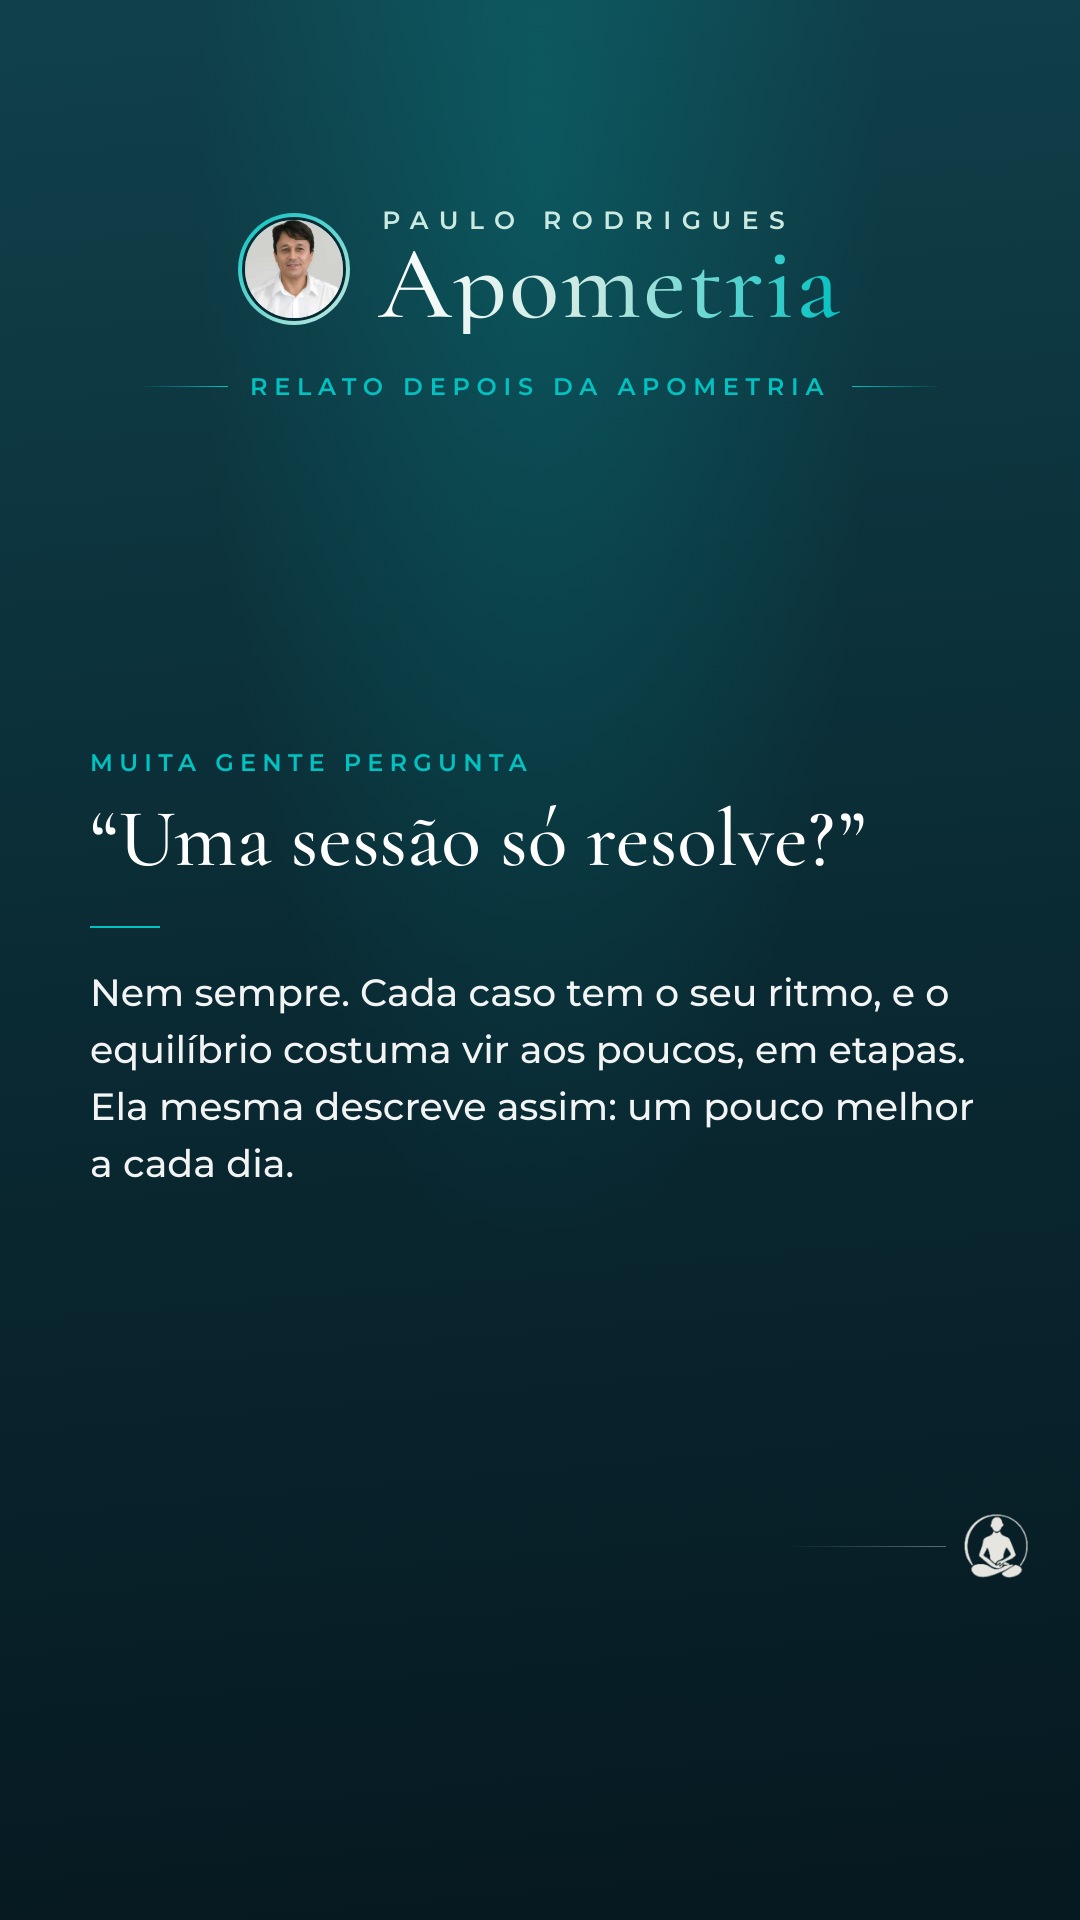 PAULO RODRIGUES
Apometria
RELATO DEPOIS DA APOMETRIA
MUITA GENTE PERGUNTA
“Uma sessão só resolve?”
Nem sempre. Cada caso tem o seu ritmo, e o
equilíbrio costuma vir aos poucos, em etapas.
Ela mesma descreve assim: um pouco melhor
a cada dia.